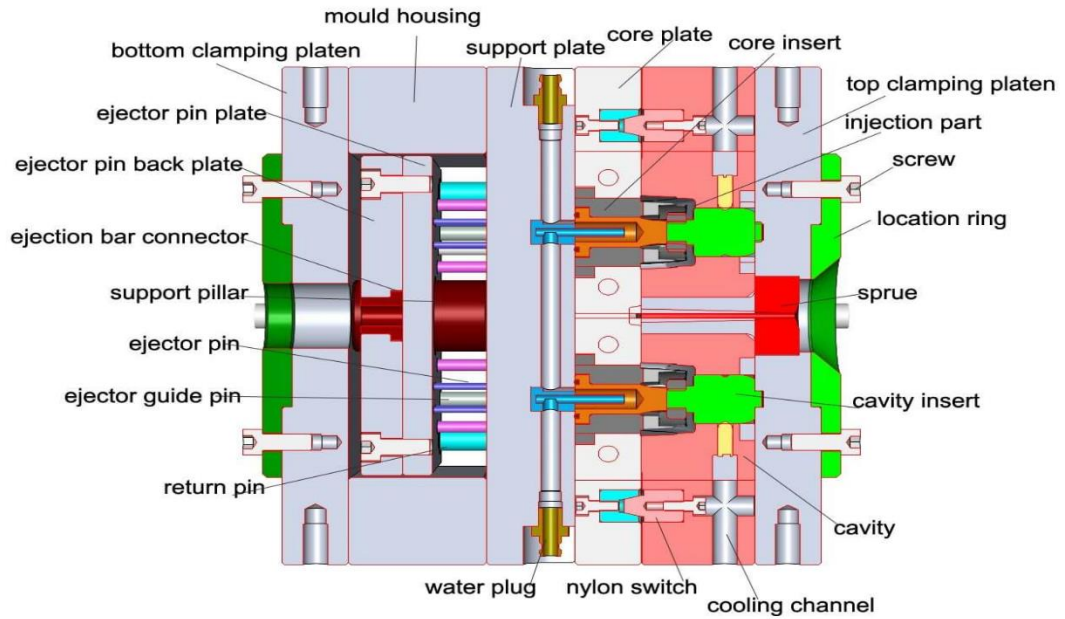 mould housing
bottom clamping platen
support plate
core plate
core insert
top clamping platen
ejector pin plate
injection part
ejector pin back plate
screw
ejection bar connector
location ring
support pillar
sprue
ejector pin
ejector guide pin
cavity insert
return pin
cavity
water plug
nylon switch
cooling channel